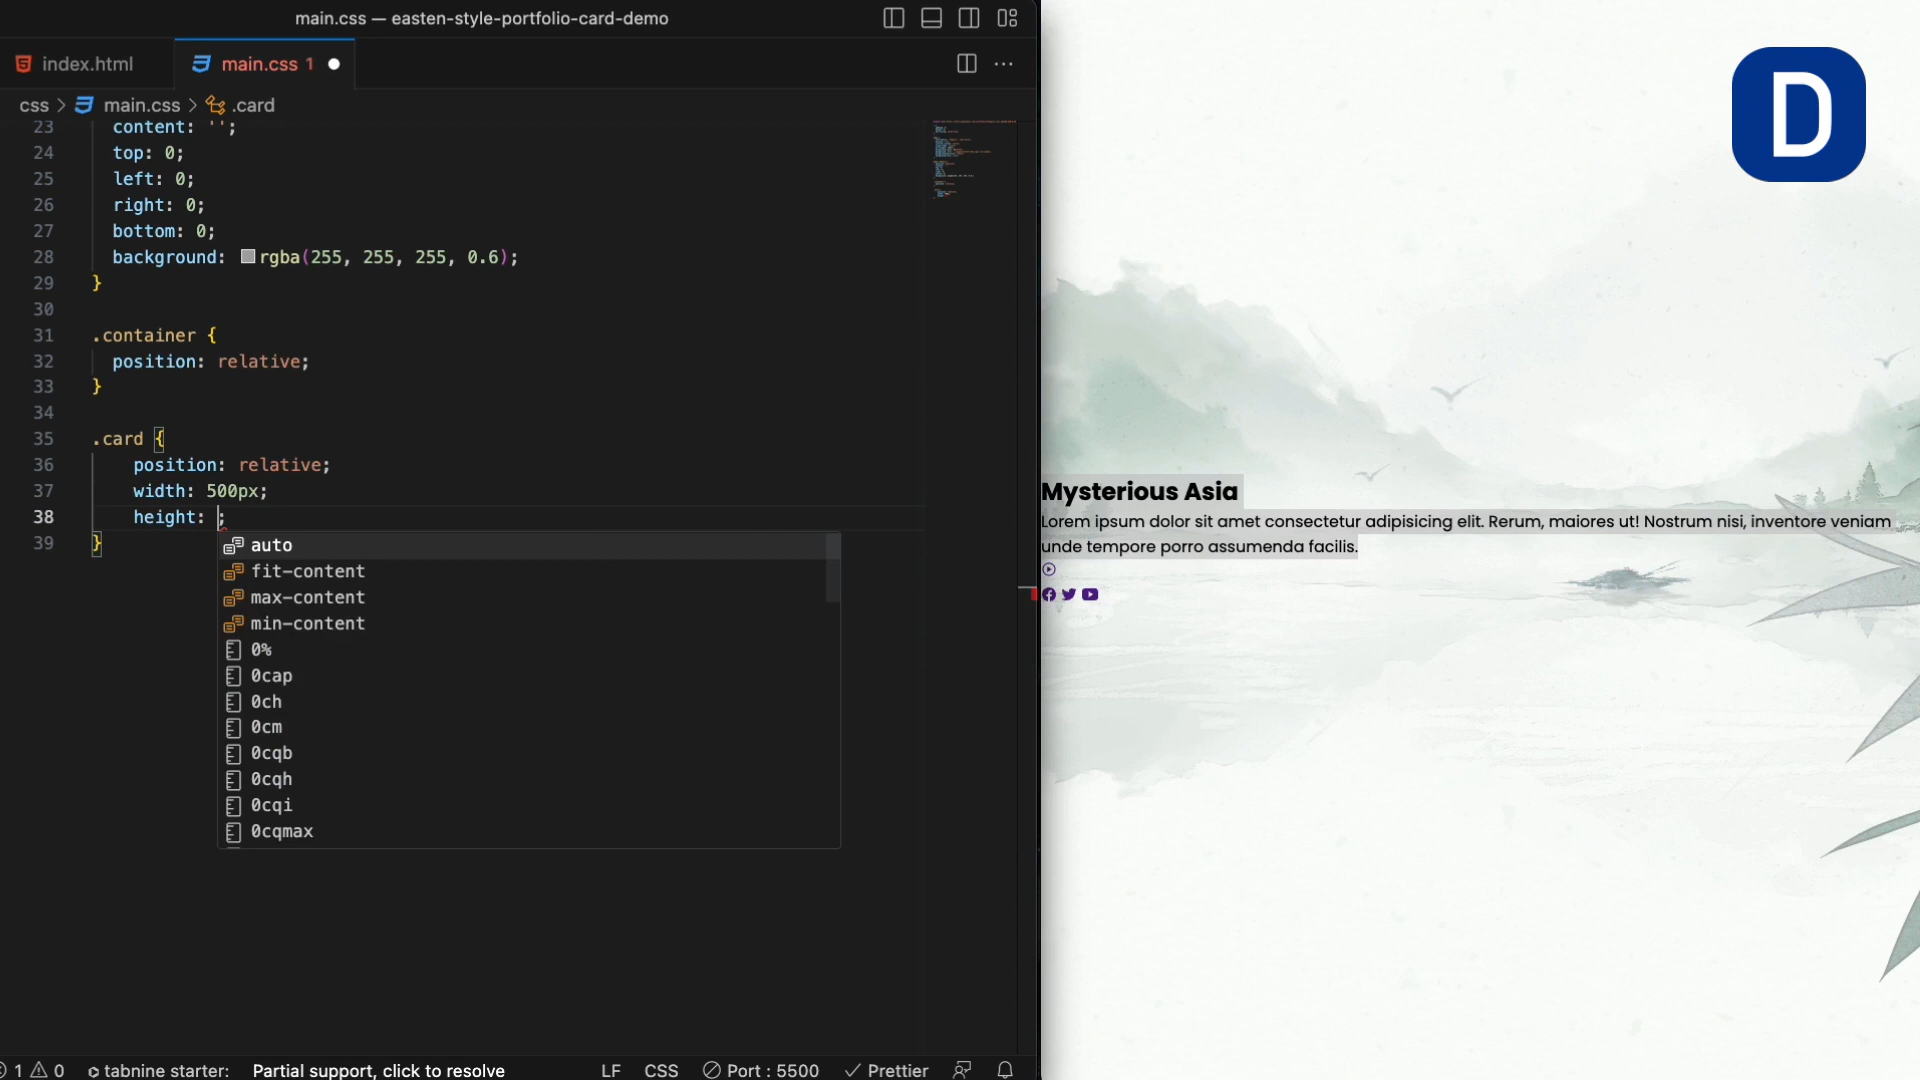 main.css — easten-style-portfolio-card-demo
index.html
main.css 1
css > main.css > .card
23 content: '';
24 top: 0;
25 left: 0;
26 right: 0;
27 bottom: 0;
28 background: rgba(255, 255, 255, 0.6);
29 }
30
31 .container {
32 position: relative;
33 }
34
35 .card {
36 position: relative;
37 width: 500px;
38 height: ;
39 }
auto
fit-content
max-content
min-content
0%
0cap
0ch
0cm
0cqb
0cqh
0cqi
0cqmax
1 0 tabnine starter: Partial support, click to resolve LF CSS Port : 5500 Prettier
D
Mysterious Asia
Lorem ipsum dolor sit amet consectetur adipisicing elit. Rerum, maiores ut! Nostrum nisi, inventore veniam
unde tempore porro assumenda facilis.